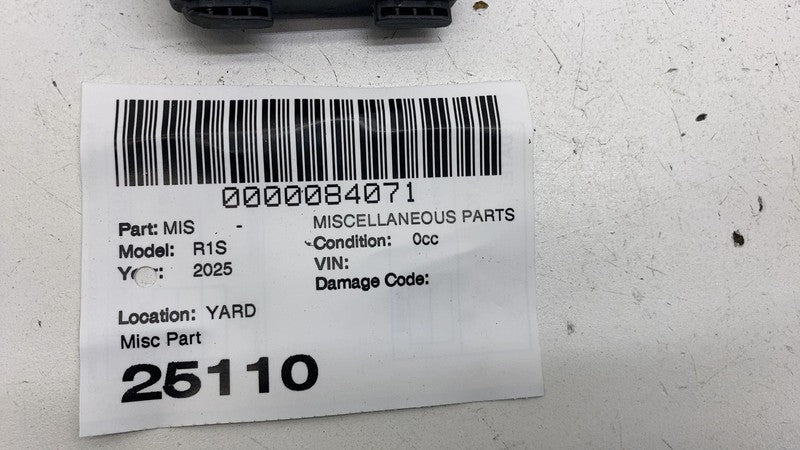 0000084071
Part: MIS - MISCELLANEOUS PARTS
Model: R1S Condition: 0cc
2025 VIN:
Damage Code:
Location: YARD
Misc Part
25110